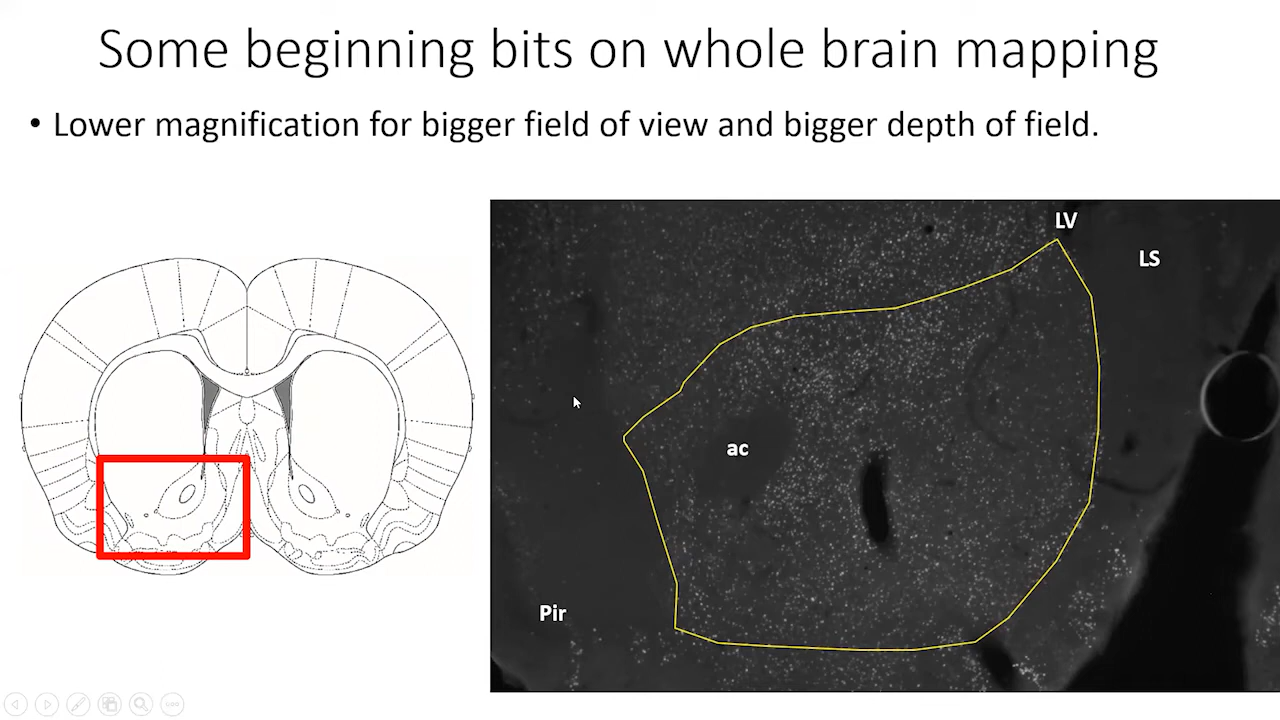 Some beginning bits on whole brain mapping
• Lower magnification for bigger field of view and bigger depth of field.
LV
LS
ac
Pir